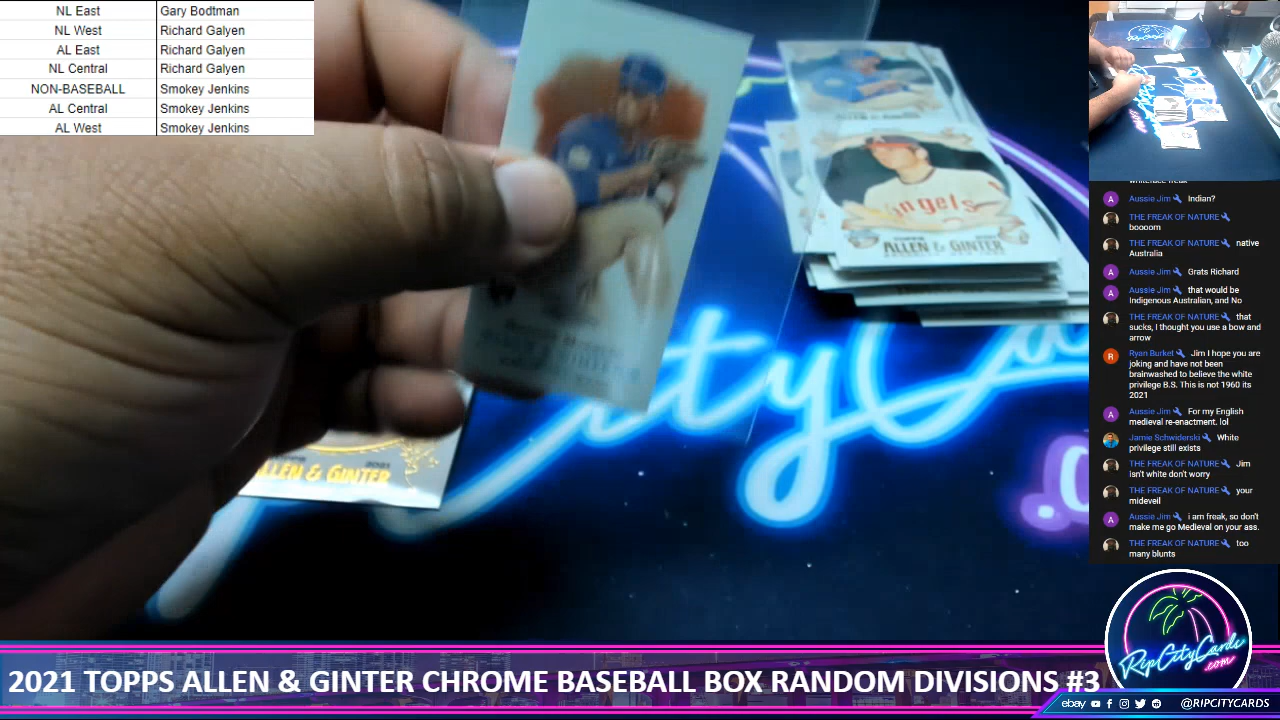 NL East Gary Bodtman
NL West Richard Galyen
AL East Richard Galyen
NL Central Richard Galyen
NON-BASEBALL Smokey Jenkins
AL Central Smokey Jenkins
AL West Smokey Jenkins
Angels
TOPPS 2021
ALLEN & GINTER
2021
ALLEN & GINTER
Aussie Jim Indian?
THE FREAK OF NATURE
boooom
THE FREAK OF NATURE native
Australia
Aussie Jim Grats Richard
Aussie Jim that would be
Indigenous Australian, and No
THE FREAK OF NATURE that
sucks, I thought you use a bow and
arrow
Ryan Burket Jim I hope you are
joking and have not been
brainwashed to believe the white
privilege B.S. This is not 1960 its
2021
Aussie Jim For my English
medieval re-enactment. lol
Jamie Schwiderski White
privilege still exists
THE FREAK OF NATURE Jim
isn't white don't worry
THE FREAK OF NATURE your
mideveil
Aussie Jim i am freak, so don't
make me go Medieval on your ass.
THE FREAK OF NATURE too
many blunts
RipCityCards
.com
2021 TOPPS ALLEN & GINTER CHROME BASEBALL BOX RANDOM DIVISIONS #3
ebay @RIPCITYCARDS